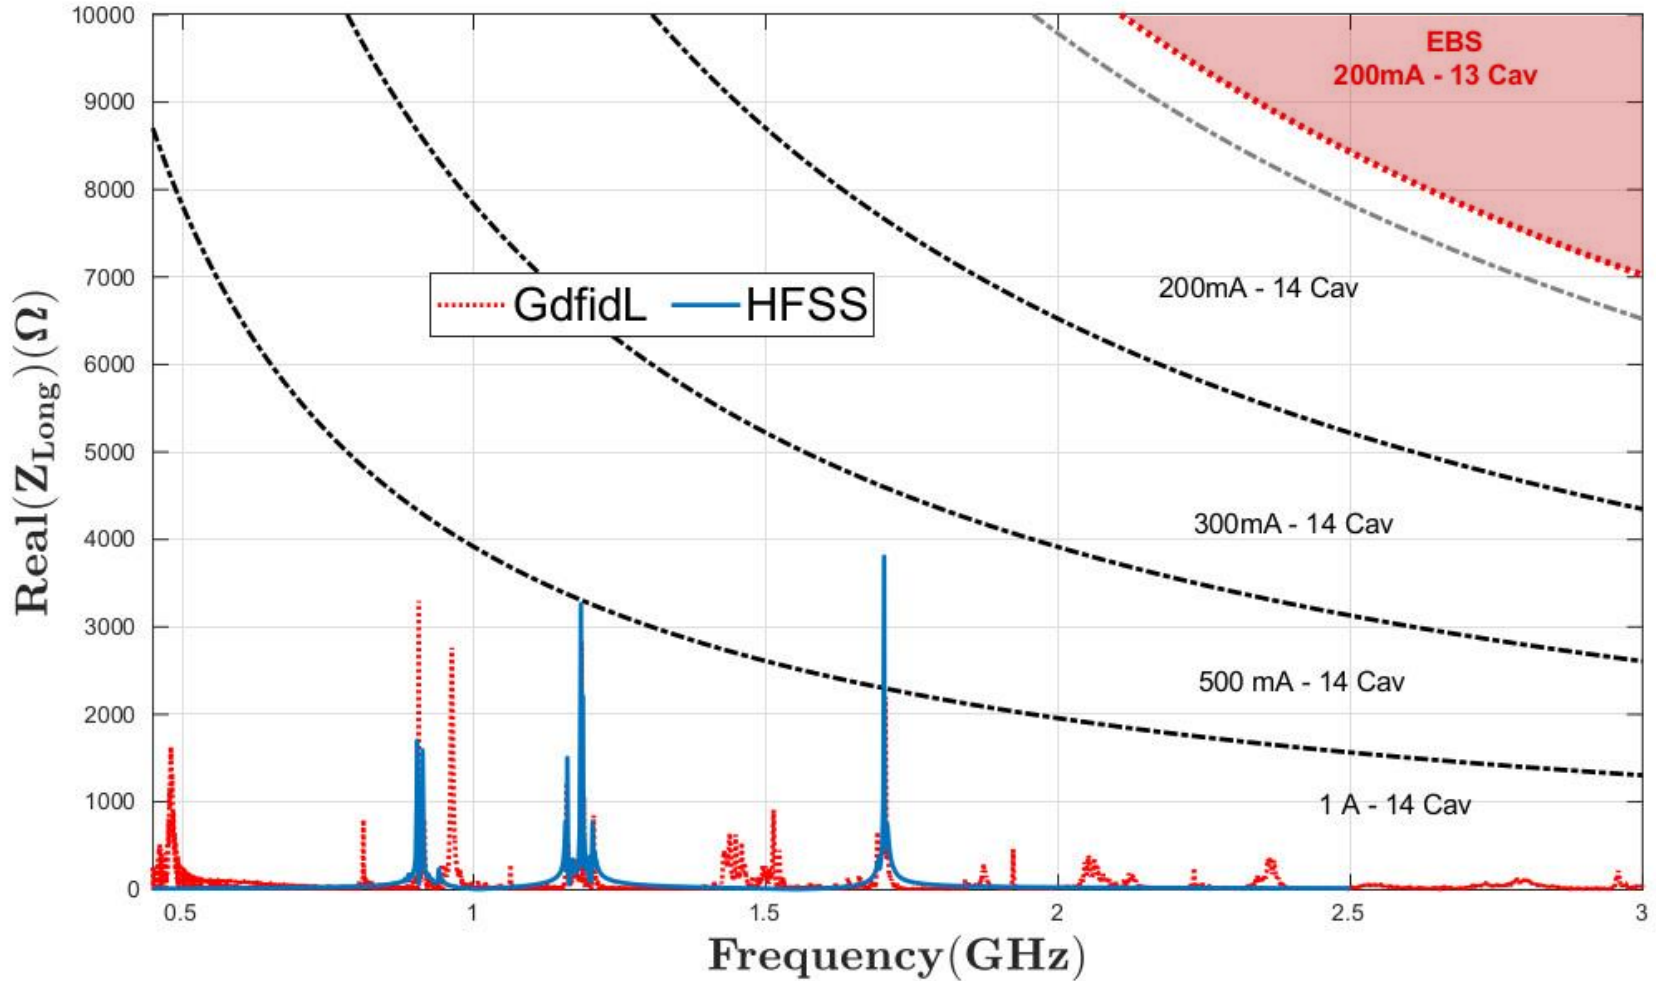 10000
9000
8000
7000
6000
5000
4000
3000
2000
1000
0
Real(Z_Long)(Ω)
EBS
200mA - 13 Cav
200mA - 14 Cav
GdfidL HFSS
300mA - 14 Cav
500 mA - 14 Cav
1 A - 14 Cav
0.5 1 1.5 2 2.5 3
Frequency(GHz)